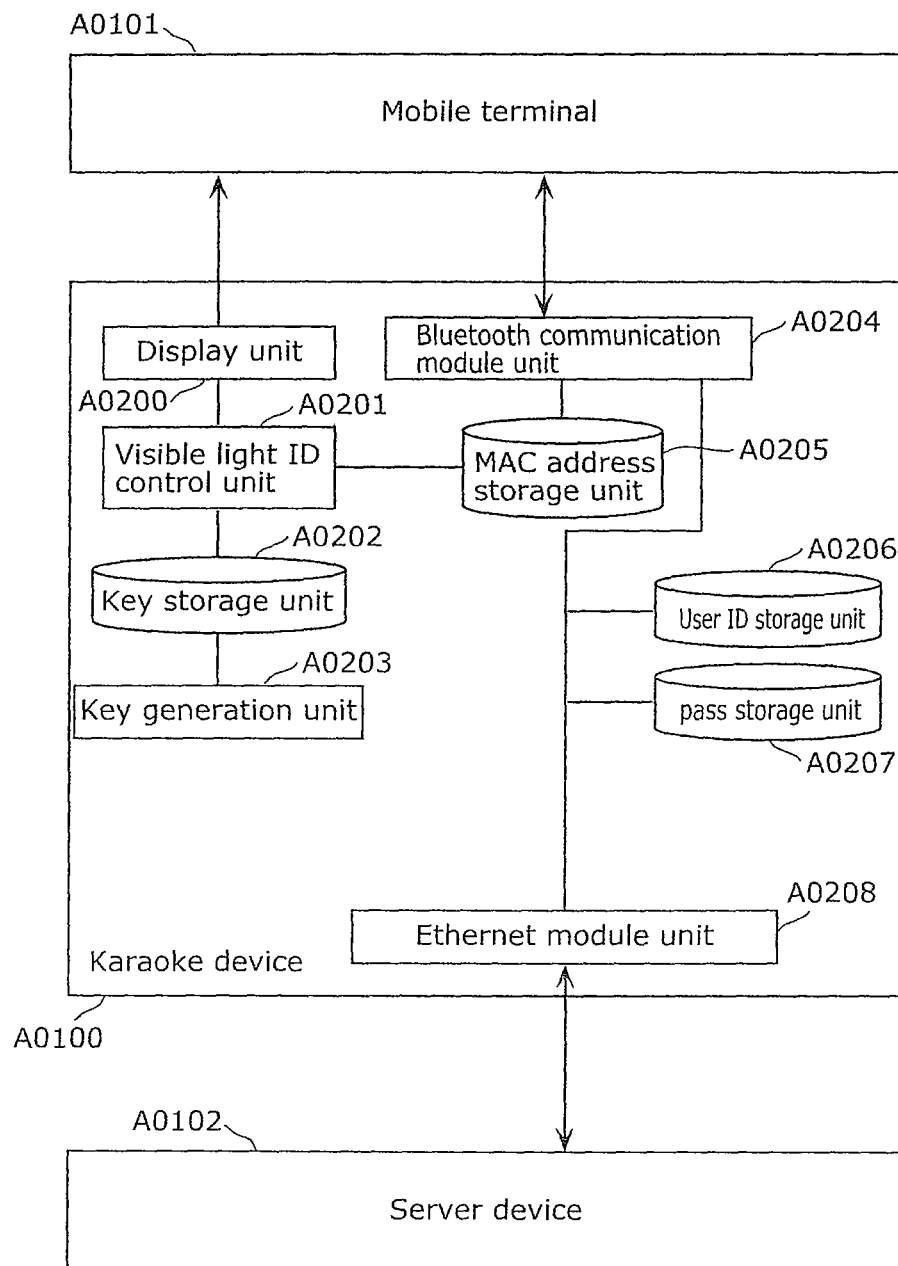 A0101
Mobile terminal
Display unit
A0200
A0201
Visible light ID
control unit
A0202
Key storage unit
A0203
Key generation unit
Bluetooth communication
module unit
A0204
MAC address
storage unit
A0205
A0206
User ID storage unit
pass storage unit
A0207
A0208
Ethernet module unit
Karaoke device
A0100
A0102
Server device